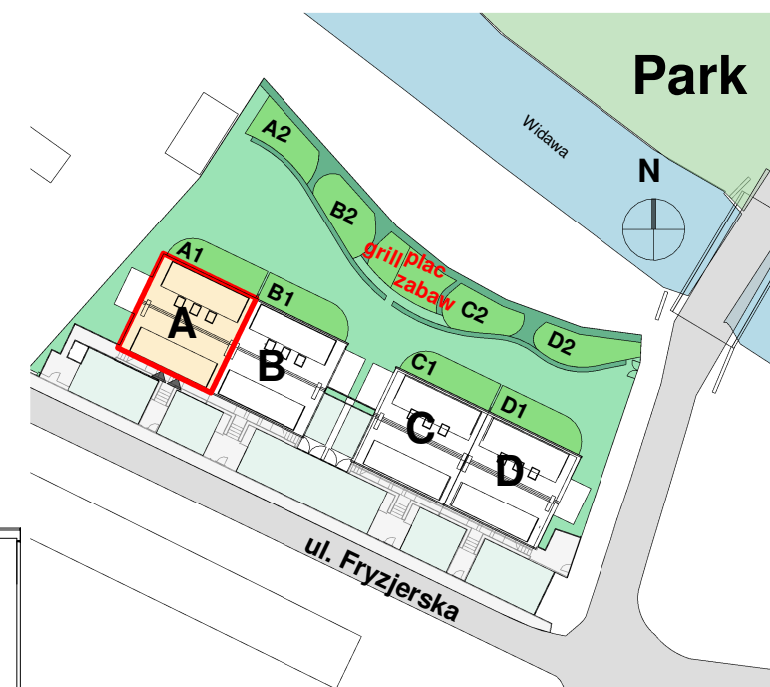 Park
Widawa
N
A2
B2
grill plac
zabaw
C2
D2
A1
B1
A
B
C1
D1
C
D
ul. Fryzjerska